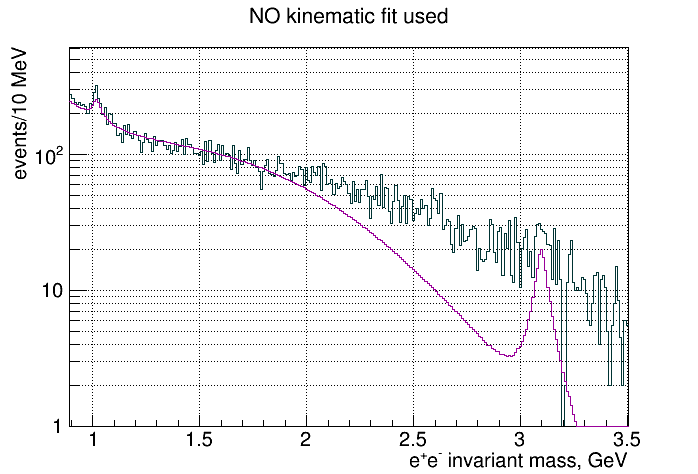 NO kinematic fit used
events/10 MeV
10²
10
1
1 1.5 2 2.5 3 3.5
e⁺e⁻ invariant mass, GeV